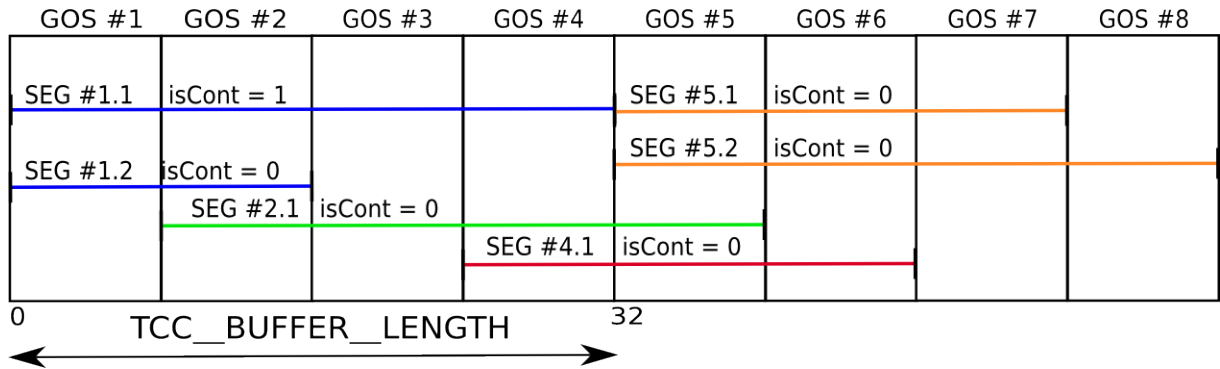 GOS #1 GOS #2 GOS #3 GOS #4 GOS #5 GOS #6 GOS #7 GOS #8
SEG #1.1 isCont = 1 SEG #5.1 isCont = 0
SEG #5.2 isCont = 0
SEG #1.2 isCont = 0
SEG #2.1 isCont = 0
SEG #4.1 isCont = 0
0 32
TCC__BUFFER__LENGTH